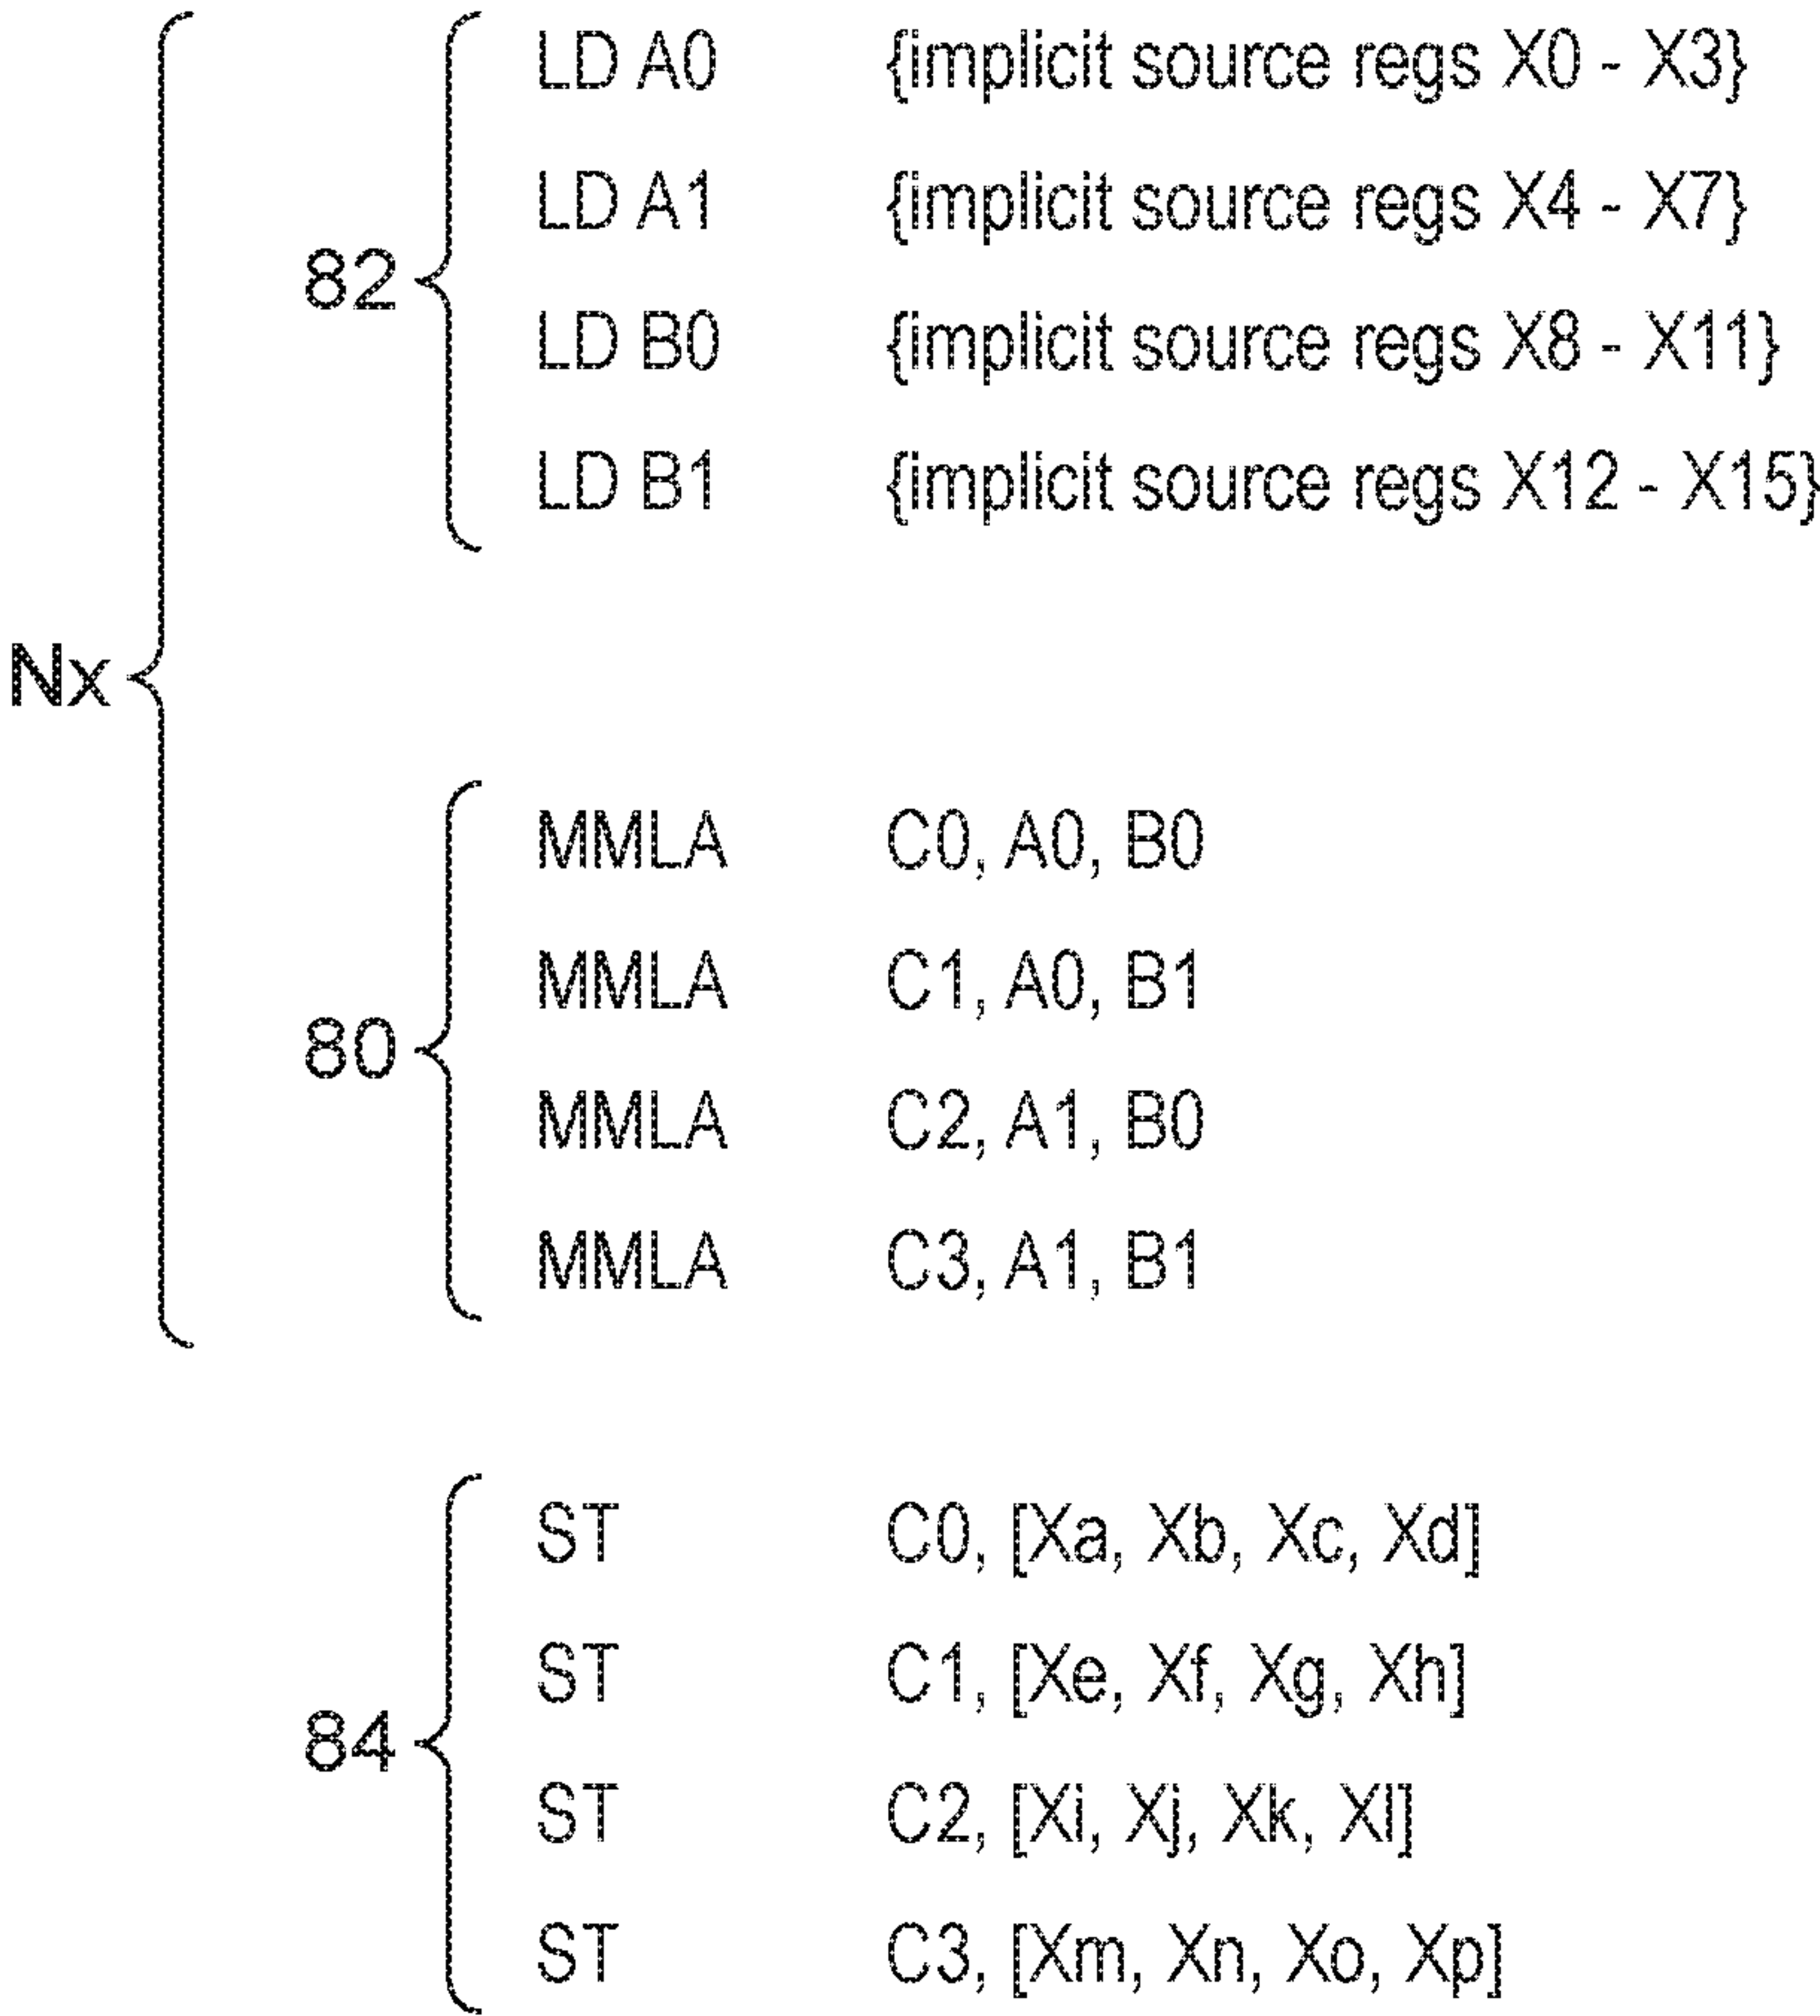 LD A0 {implicit source regs X0 - X3}
LD A1 {implicit source regs X4 - X7}
82
LD B0 {implicit source regs X8 - X11}
LD B1 {implicit source regs X12 - X15}
Nx
MMLA C0, A0, B0
MMLA C1, A0, B1
80
MMLA C2, A1, B0
MMLA C3, A1, B1
ST C0, [Xa, Xb, Xc, Xd]
ST C1, [Xe, Xf, Xg, Xh]
84
ST C2, [Xi, Xj, Xk, Xl]
ST C3, [Xm, Xn, Xo, Xp]